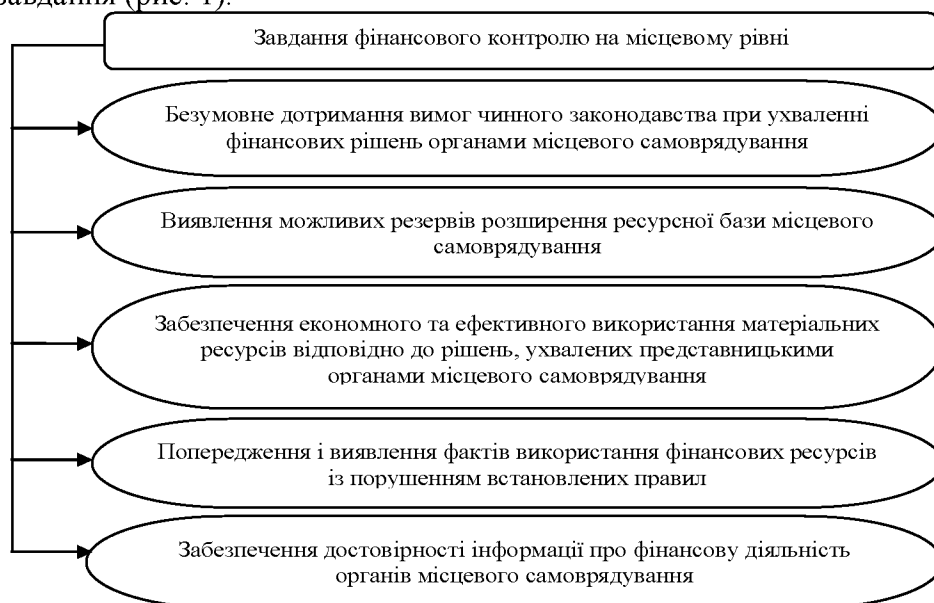 завдання (рис. 1).
Завдання фінансового контролю на місцевому рівні
Безумовне дотримання вимог чинного законодавства при ухваленні
фінансових рішень органами місцевого самоврядування
Виявлення можливих резервів розширення ресурсної бази місцевого
самоврядування
Забезпечення економного та ефективного використання матеріальних
ресурсів відповідно до рішень, ухвалених представницькими
органами місцевого самоврядування
Попередження і виявлення фактів використання фінансових ресурсів
із порушенням встановлених правил
Забезпечення достовірності інформації про фінансову діяльність
органів місцевого самоврядування